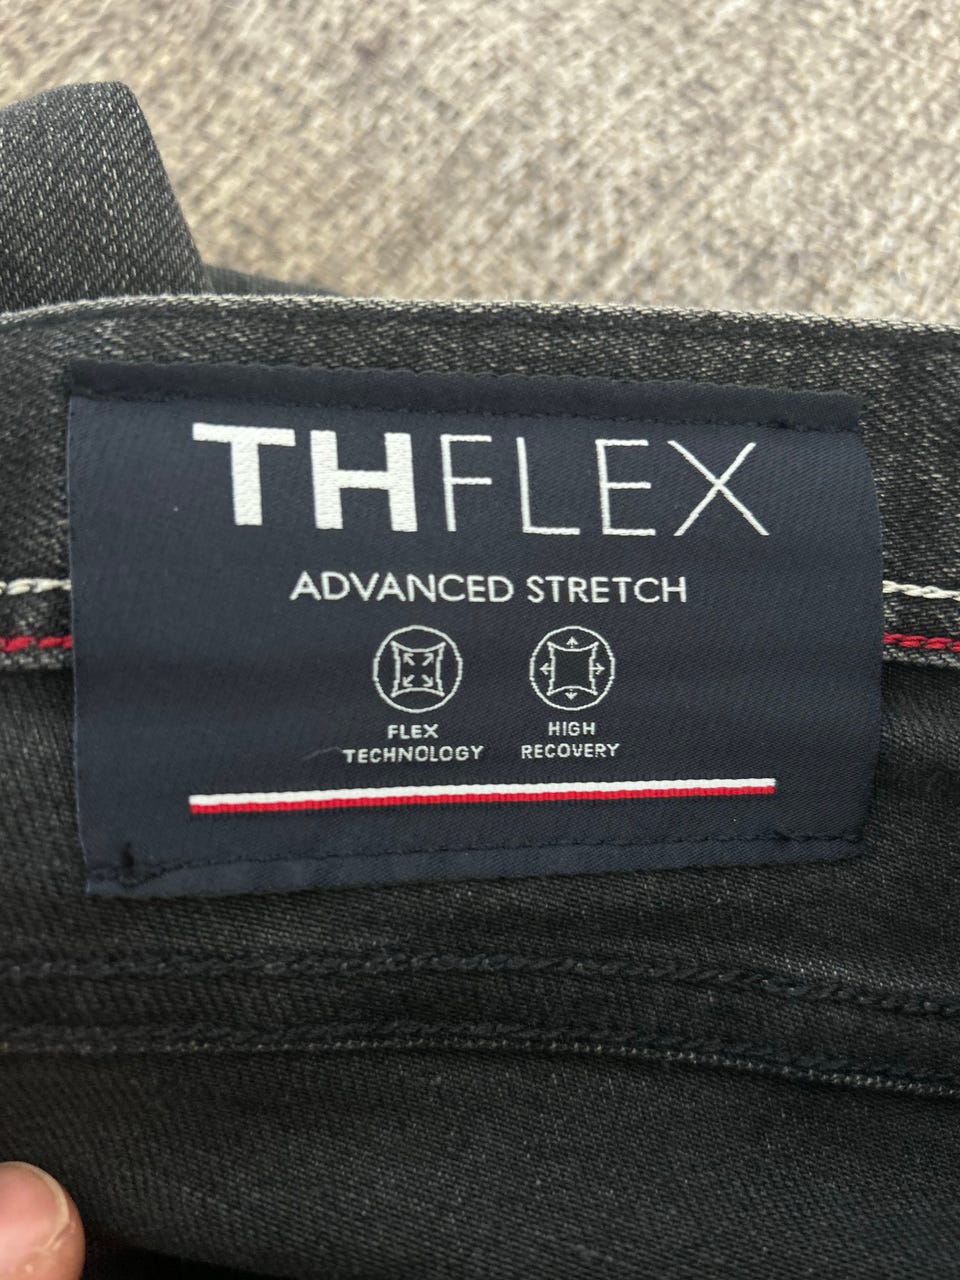 THFLEX
ADVANCED STRETCH
FLEX
TECHNOLOGY
HIGH
RECOVERY